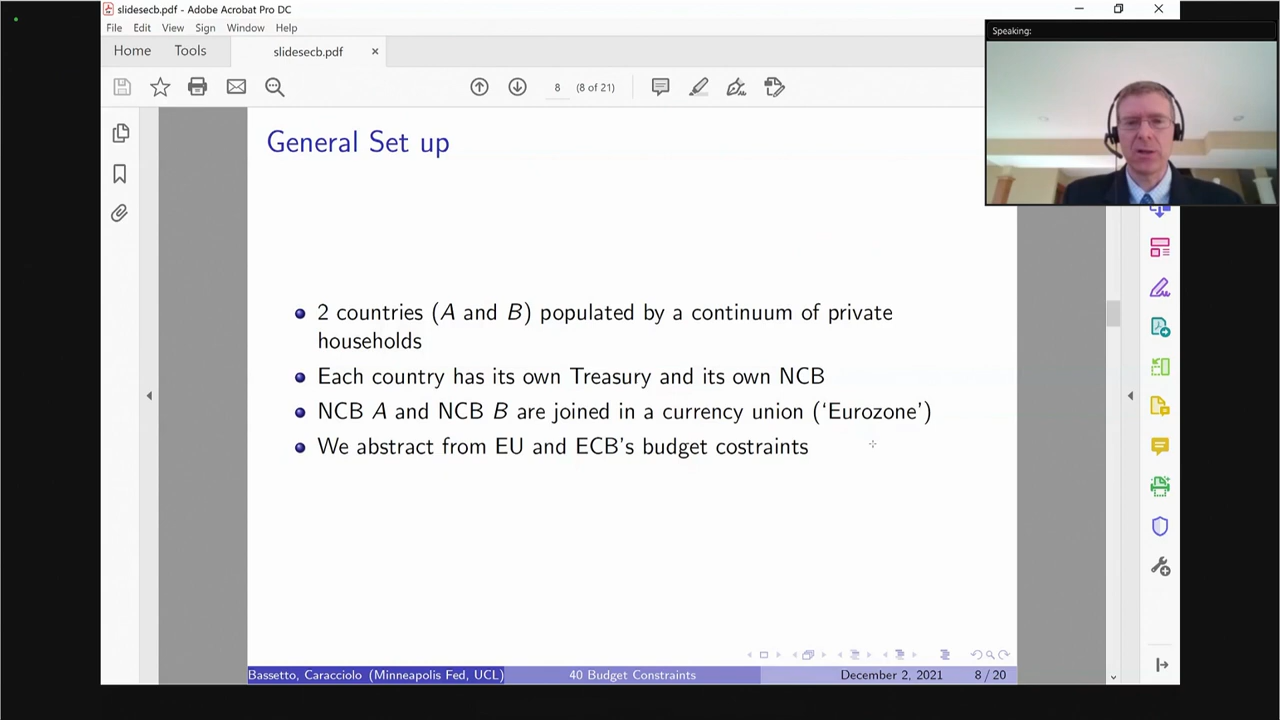 slidesecb.pdf - Adobe Acrobat Pro DC
File Edit View Sign Window Help
Home Tools slidesecb.pdf ×
8 (8 of 21)
Speaking:
General Set up
2 countries (A and B) populated by a continuum of private
households
Each country has its own Treasury and its own NCB
NCB A and NCB B are joined in a currency union (‘Eurozone’)
We abstract from EU and ECB's budget costraints
Bassetto, Caracciolo (Minneapolis Fed, UCL) 40 Budget Constraints December 2, 2021 8 / 20